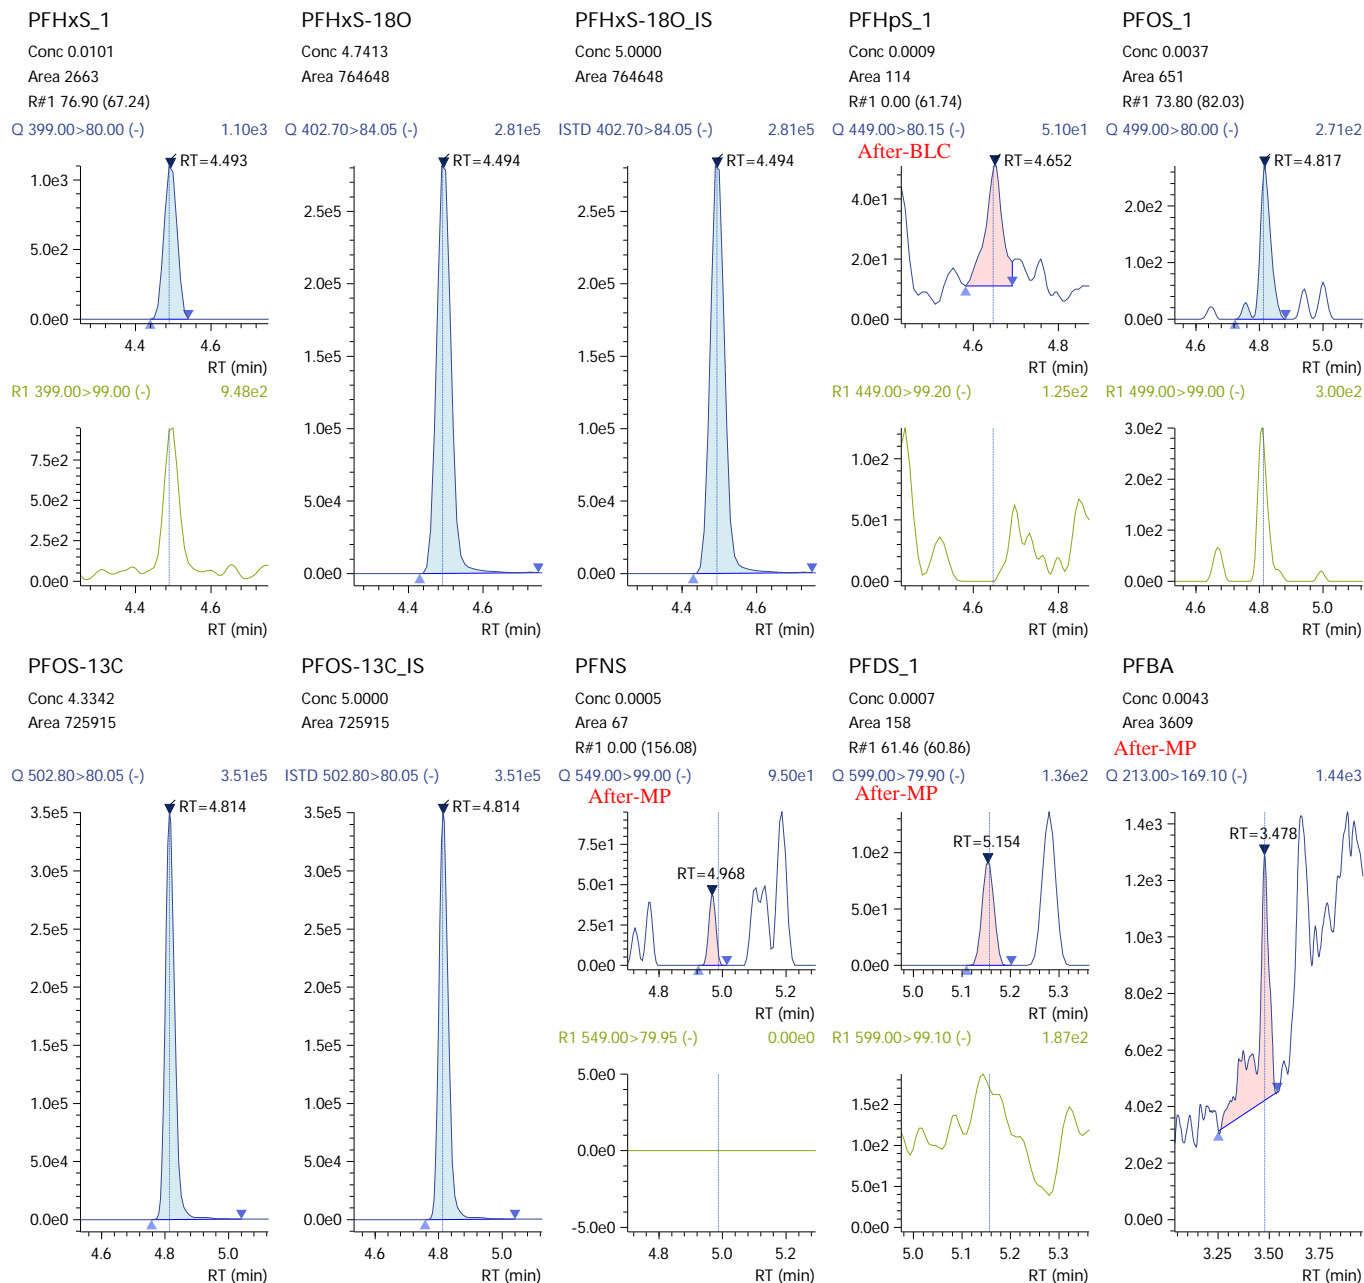 PFHxS_1
Conc 0.0101
Area 2663
R#1 76.90 (67.24)
Q 399.00>80.00 (-) 1.10e3
RT=4.493
1.0e3
5.0e2
0.0e0
4.4 4.6
RT (min)
R1 399.00>99.00 (-) 9.48e2
7.5e2
5.0e2
2.5e2
0.0e0
4.4 4.6
RT (min)
PFHxS-18O
Conc 4.7413
Area 764648
Q 402.70>84.05 (-) 2.81e5
RT=4.494
2.5e5
2.0e5
1.5e5
1.0e5
5.0e4
0.0e0
4.4 4.6
RT (min)
PFHxS-18O_IS
Conc 5.0000
Area 764648
ISTD 402.70>84.05 (-) 2.81e5
RT=4.494
2.5e5
2.0e5
1.5e5
1.0e5
5.0e4
0.0e0
4.4 4.6
RT (min)
PFHpS_1
Conc 0.0009
Area 114
R#1 0.00 (61.74)
Q 449.00>80.15 (-) 5.10e1
After-BLC
RT=4.652
4.0e1
2.0e1
0.0e0
4.6 4.8
RT (min)
R1 449.00>99.20 (-) 1.25e2
1.0e2
5.0e1
0.0e0
4.6 4.8
RT (min)
PFOS_1
Conc 0.0037
Area 651
R#1 73.80 (82.03)
Q 499.00>80.00 (-) 2.71e2
RT=4.817
2.0e2
1.0e2
0.0e0
4.6 4.8 5.0
RT (min)
R1 499.00>99.00 (-) 3.00e2
3.0e2
2.0e2
1.0e2
0.0e0
4.6 4.8 5.0
RT (min)
PFOS-13C
Conc 4.3342
Area 725915
Q 502.80>80.05 (-) 3.51e5
RT=4.814
3.5e5
3.0e5
2.5e5
2.0e5
1.5e5
1.0e5
5.0e4
0.0e0
4.6 4.8 5.0
RT (min)
PFOS-13C_IS
Conc 5.0000
Area 725915
ISTD 502.80>80.05 (-) 3.51e5
RT=4.814
3.5e5
3.0e5
2.5e5
2.0e5
1.5e5
1.0e5
5.0e4
0.0e0
4.6 4.8 5.0
RT (min)
PFNS
Conc 0.0005
Area 67
R#1 0.00 (156.08)
Q 549.00>99.00 (-) 9.50e1
After-MP
RT=4.968
7.5e1
5.0e1
2.5e1
0.0e0
4.8 5.0 5.2
RT (min)
R1 549.00>79.95 (-) 0.00e0
5.0e0
0.0e0
-5.0e0
4.8 5.0 5.2
RT (min)
PFDS_1
Conc 0.0007
Area 158
R#1 61.46 (60.86)
Q 599.00>79.90 (-) 1.36e2
After-MP
RT=5.154
1.0e2
5.0e1
0.0e0
5.0 5.1 5.2 5.3
RT (min)
R1 599.00>99.10 (-) 1.87e2
1.5e2
1.0e2
5.0e1
0.0e0
5.0 5.1 5.2 5.3
RT (min)
PFBA
Conc 0.0043
Area 3609
After-MP
Q 213.00>169.10 (-) 1.44e3
RT=3.478
1.4e3
1.2e3
1.0e3
8.0e2
6.0e2
4.0e2
2.0e2
0.0e0
3.25 3.50 3.75
RT (min)